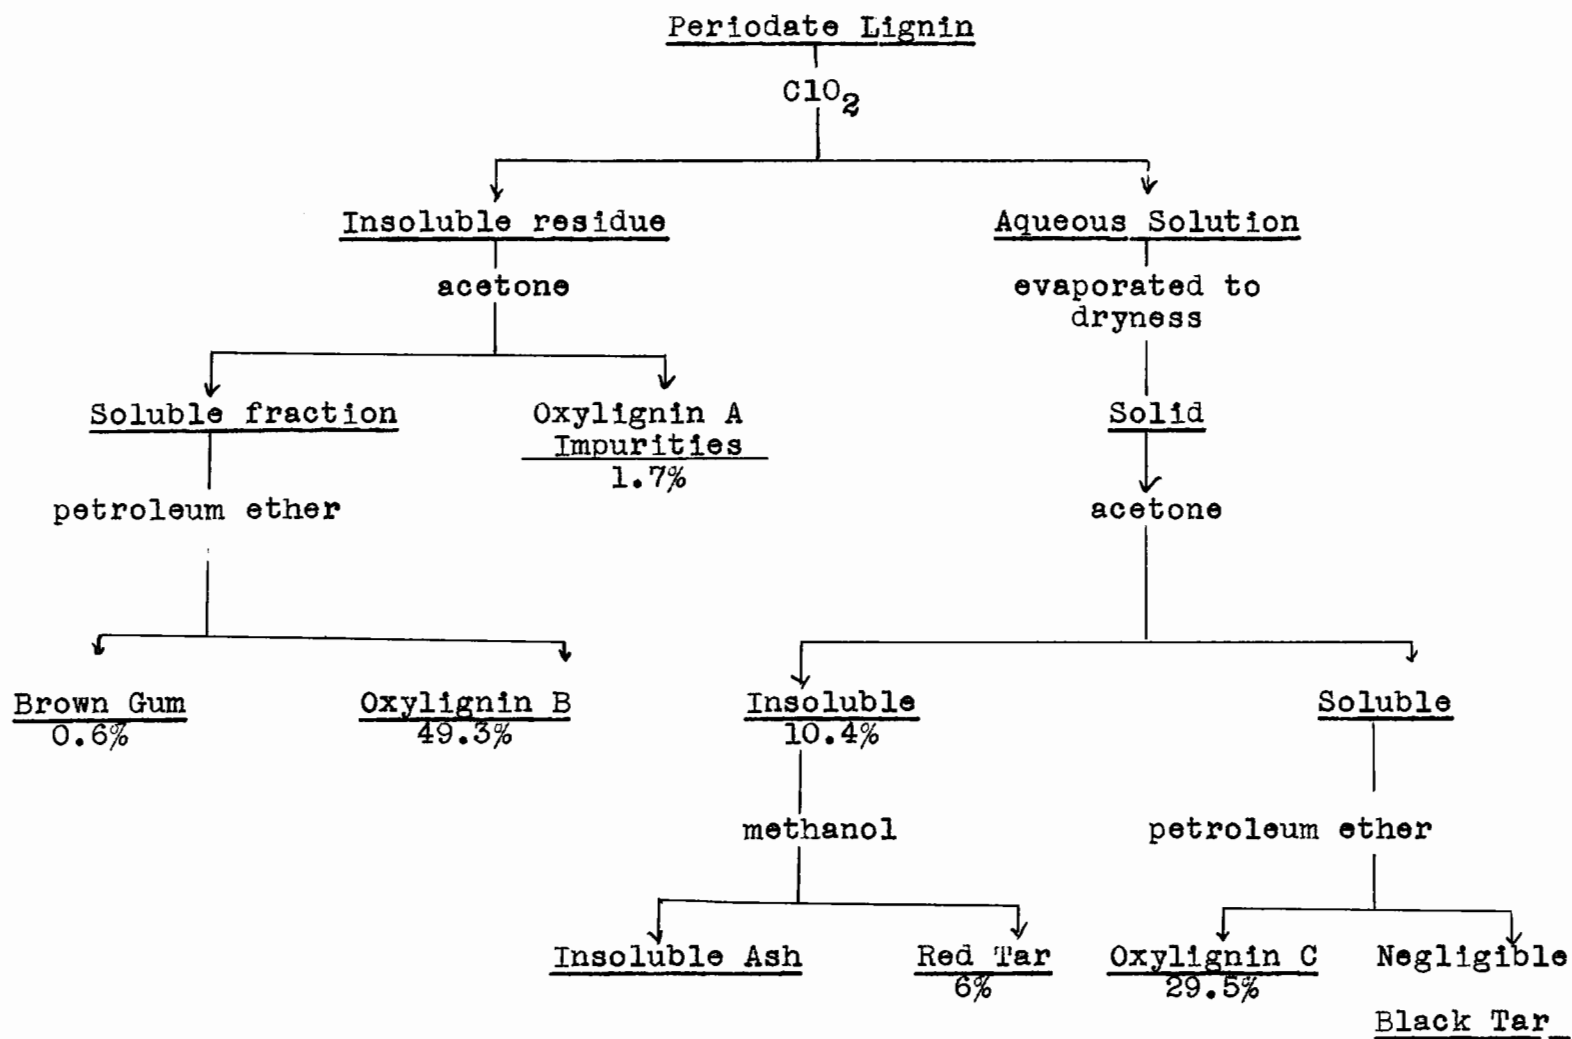 Periodate Lignin
ClO2
Insoluble residue
Aqueous Solution
acetone
evaporated to
dryness
Soluble fraction
Oxylignin A
Impurities
1.7%
Solid
petroleum ether
acetone
Brown Gum
0.6%
Oxylignin B
49.3%
Insoluble
10.4%
Soluble
methanol
petroleum ether
Insoluble Ash
Red Tar
6%
Oxylignin C
29.5%
Negligible
Black Tar